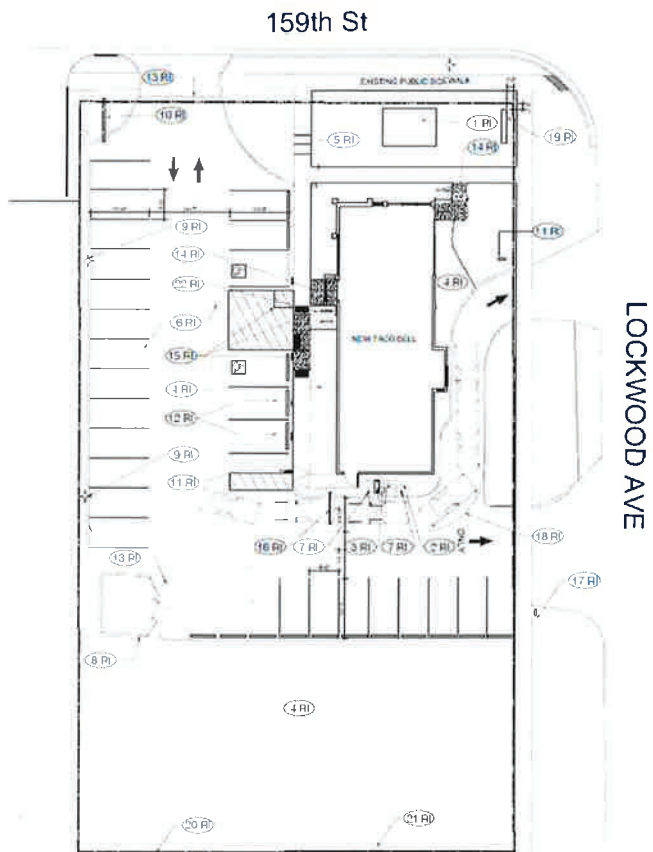 159th St
13 RI
EXISTING PUBLIC SIDEWALK
10 RI
1 RI
5 RI
19 RI
14 RI
9 RI
11 RI
14 RI
4 RI
22 RI
LOCKWOOD AVE
6 RI
NEW TACO BELL
15 RI
4 RI
12 RI
9 RI
11 RI
16 RI
7 RI
3 RI
7 RI
2 RI
18 RI
ONLY
13 RI
17 RI
8 RI
4 RI
20 RI
21 RI